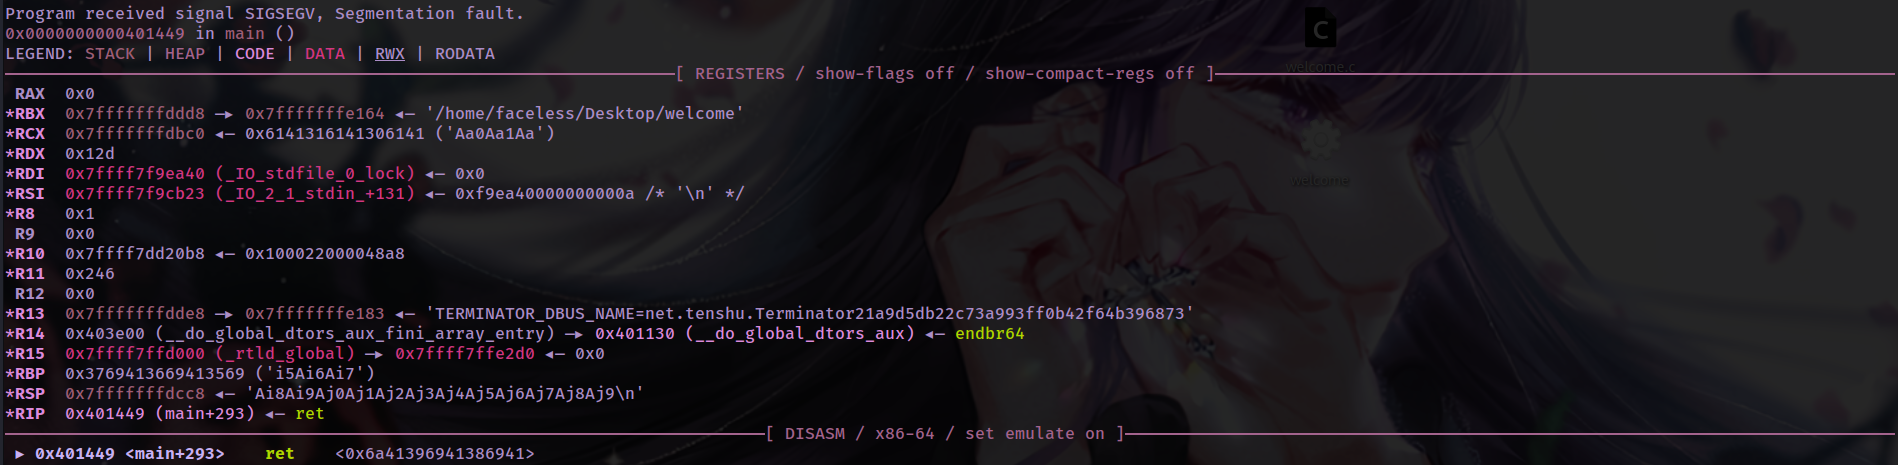 Program received signal SIGSEGV, Segmentation fault.
0x0000000000401449 in main ()
LEGEND: STACK | HEAP | CODE | DATA | RWX | RODATA
[ REGISTERS / show-flags off / show-compact-regs off ]
RAX 0x0
*RBX 0x7fffffffddd8 —▸ 0x7fffffffe164 ◂— '/home/faceless/Desktop/welcome'
*RCX 0x7fffffffdbc0 ◂— 0x6141316141306141 ('Aa0Aa1Aa')
*RDX 0x12d
*RDI 0x7ffff7f9ea40 (_IO_stdfile_0_lock) ◂— 0x0
*RSI 0x7ffff7f9cb23 (_IO_2_1_stdin_+131) ◂— 0xf9ea40000000000a /* '\n' */
*R8 0x1
R9 0x0
*R10 0x7ffff7dd20b8 ◂— 0x100022000048a8
*R11 0x246
R12 0x0
*R13 0x7fffffffdde8 —▸ 0x7fffffffe183 ◂— 'TERMINATOR_DBUS_NAME=net.tenshu.Terminator21a9d5db22c73a993ff0b42f64b396873'
*R14 0x403e00 (__do_global_dtors_aux_fini_array_entry) —▸ 0x401130 (__do_global_dtors_aux) ◂— endbr64
*R15 0x7ffff7ffd000 (_rtld_global) —▸ 0x7ffff7ffe2d0 ◂— 0x0
*RBP 0x3769413669413569 ('i5Ai6Ai7')
*RSP 0x7fffffffdcc8 ◂— 'Ai8Ai9Aj0Aj1Aj2Aj3Aj4Aj5Aj6Aj7Aj8Aj9\n'
*RIP 0x401449 (main+293) ◂— ret
[ DISASM / x86-64 / set emulate on ]
► 0x401449 <main+293> ret <0x6a41396941386941>
C
welcome.c
welcome